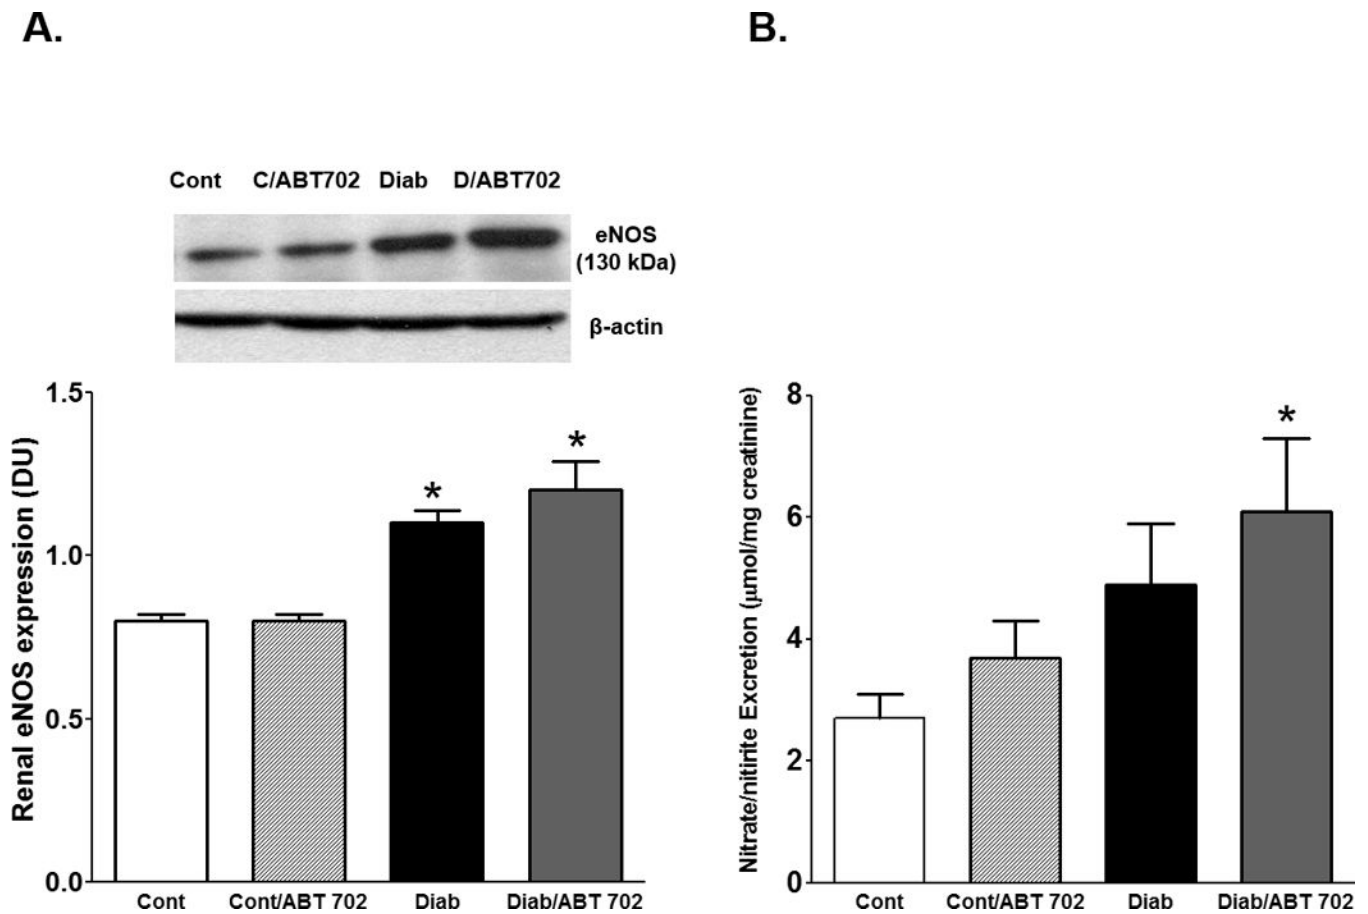 A.
B.
Cont C/ABT702 Diab D/ABT702
eNOS
(130 kDa)
β-actin
Renal eNOS expression (DU)
1.5
1.0
0.5
0.0
*
*
Cont Cont/ABT 702 Diab Diab/ABT 702
Nitrate/nitirite Excretion (μmol/mg creatinine)
8
6
4
2
0
*
Cont Cont/ABT 702 Diab Diab/ABT 702